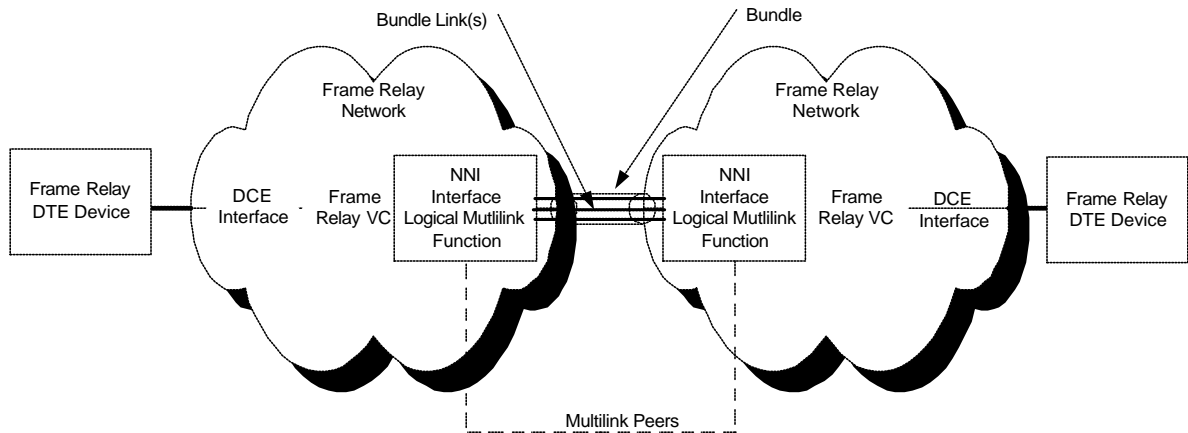 Bundle Link(s)
Bundle
Frame Relay
Network
Frame Relay
Network
Frame Relay
DTE Device
DCE
Interface
Frame
Relay VC
NNI
Interface
Logical Mutlilink
Function
NNI
Interface
Logical Mutlilink
Function
Frame
Relay VC
DCE
Interface
Frame Relay
DTE Device
Multilink Peers